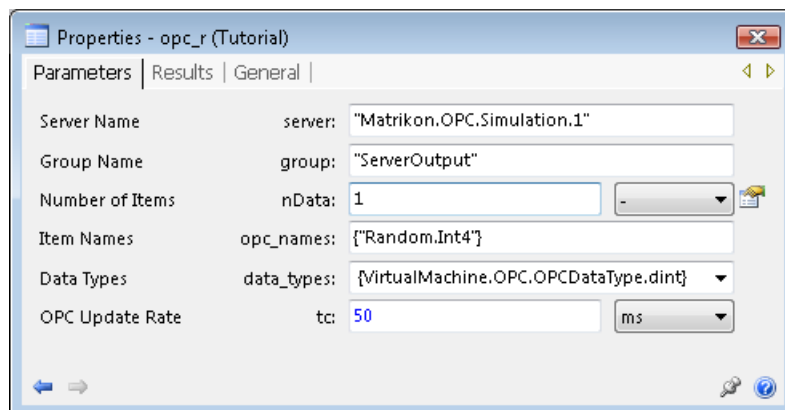 Properties - opc_r (Tutorial)
Parameters | Results | General |
Server Name server: "Matrikon.OPC.Simulation.1"
Group Name group: "ServerOutput"
Number of Items nData: 1 -
Item Names opc_names: {"Random.Int4"}
Data Types data_types: {VirtualMachine.OPC.OPCDataType.dint}
OPC Update Rate tc: 50 ms